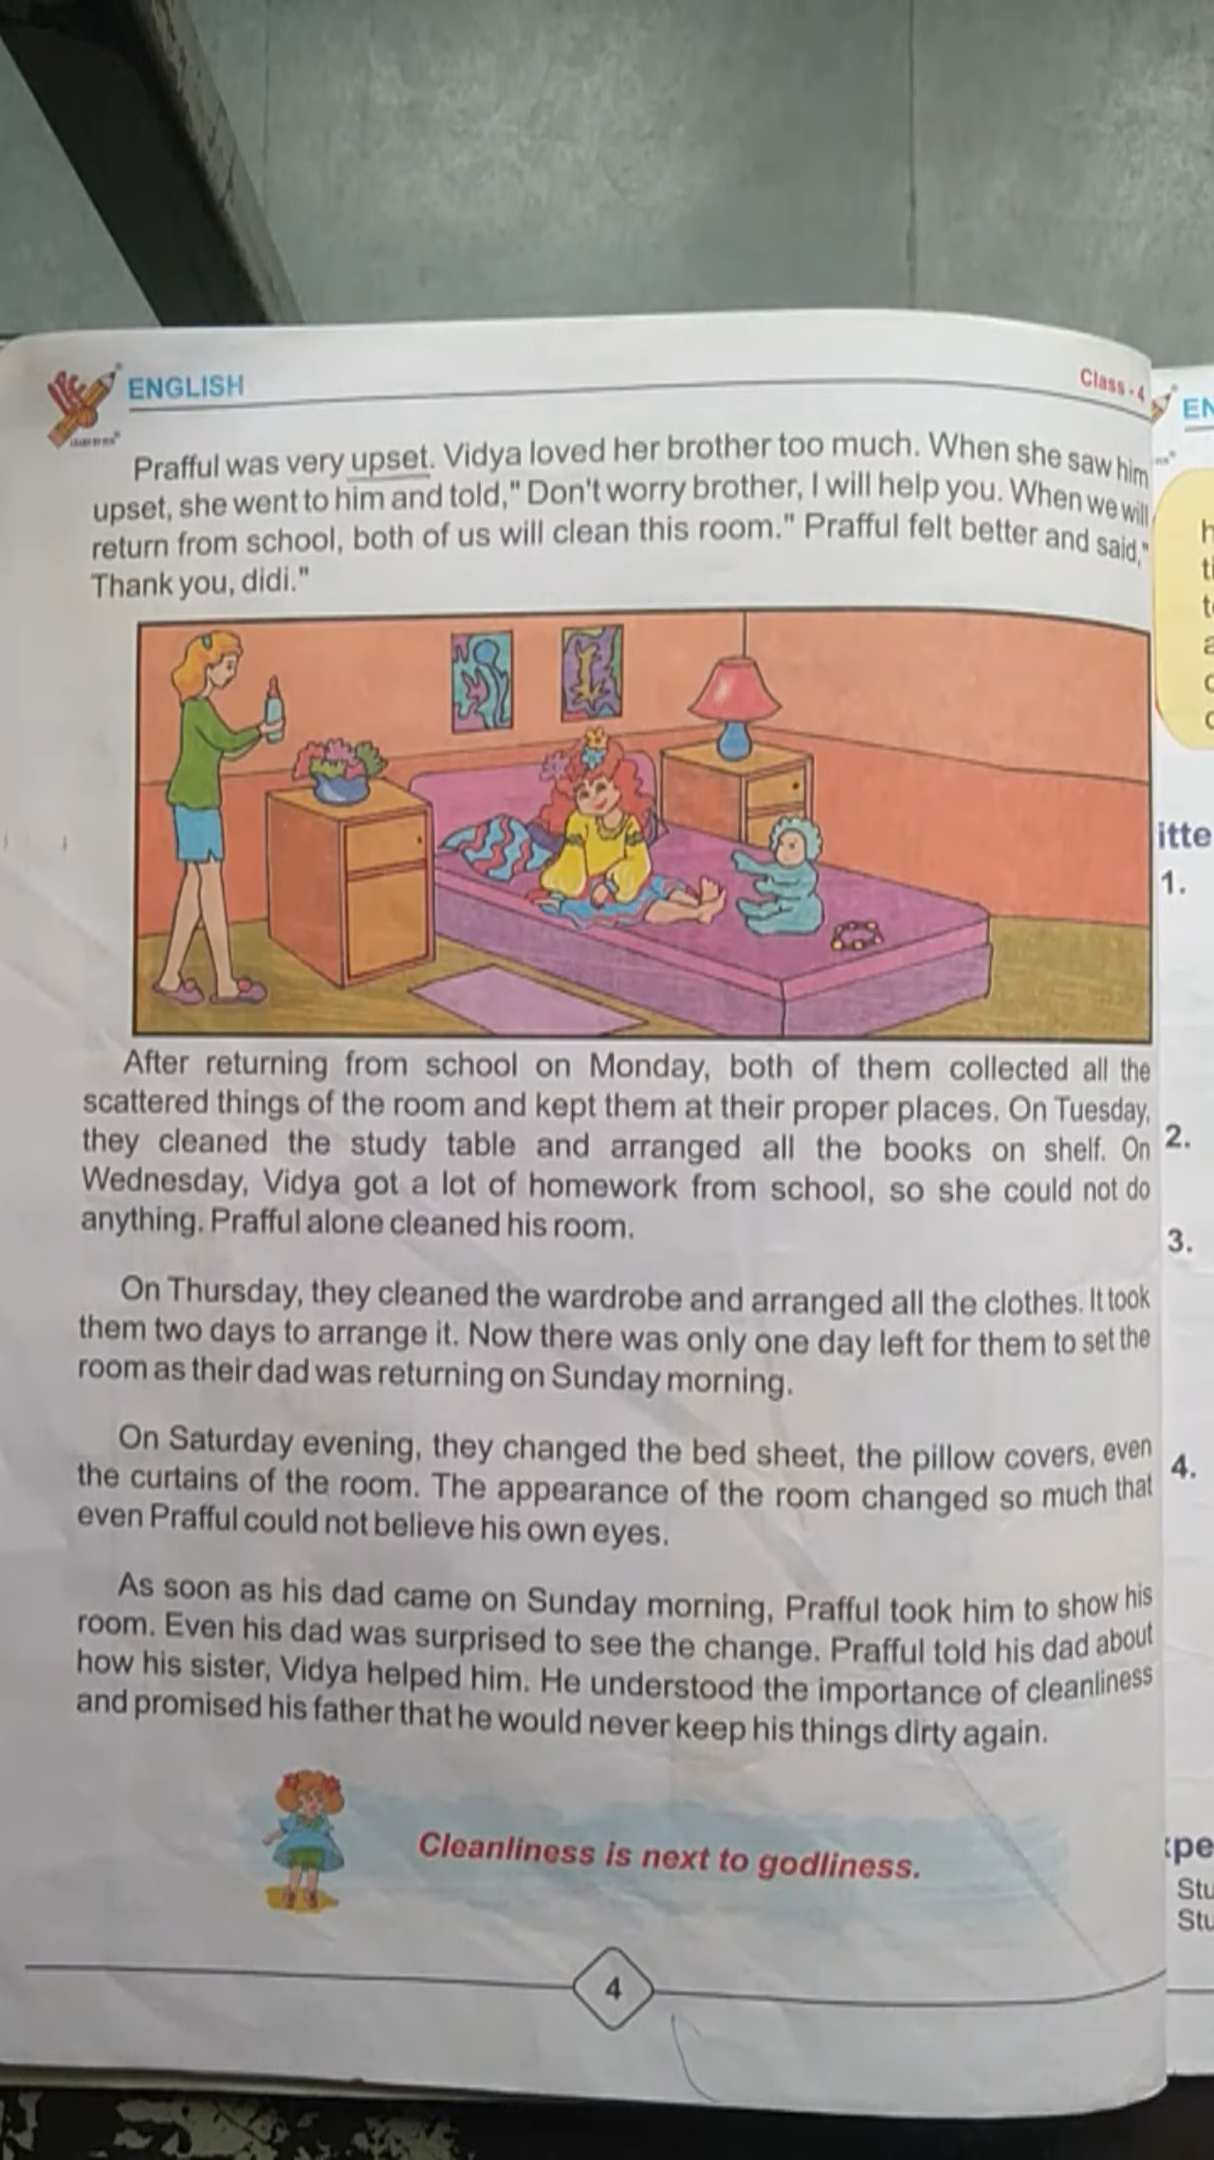 ENGLISH
Class - 4
Prafful was very upset. Vidya loved her brother too much. When she saw him
upset, she went to him and told," Don't worry brother, I will help you. When we will
return from school, both of us will clean this room." Prafful felt better and said,"
Thank you, didi."
After returning from school on Monday, both of them collected all the
scattered things of the room and kept them at their proper places. On Tuesday,
they cleaned the study table and arranged all the books on shelf. On
Wednesday, Vidya got a lot of homework from school, so she could not do
anything. Prafful alone cleaned his room.
On Thursday, they cleaned the wardrobe and arranged all the clothes. It took
them two days to arrange it. Now there was only one day left for them to set the
room as their dad was returning on Sunday morning.
On Saturday evening, they changed the bed sheet, the pillow covers, even
the curtains of the room. The appearance of the room changed so much that
even Prafful could not believe his own eyes.
As soon as his dad came on Sunday morning, Prafful took him to show his
room. Even his dad was surprised to see the change. Prafful told his dad about
how his sister, Vidya helped him. He understood the importance of cleanliness
and promised his father that he would never keep his things dirty again.
Cleanliness is next to godliness.
4
EN
itte
1.
2.
3.
4.
xpe
Stu
Stu